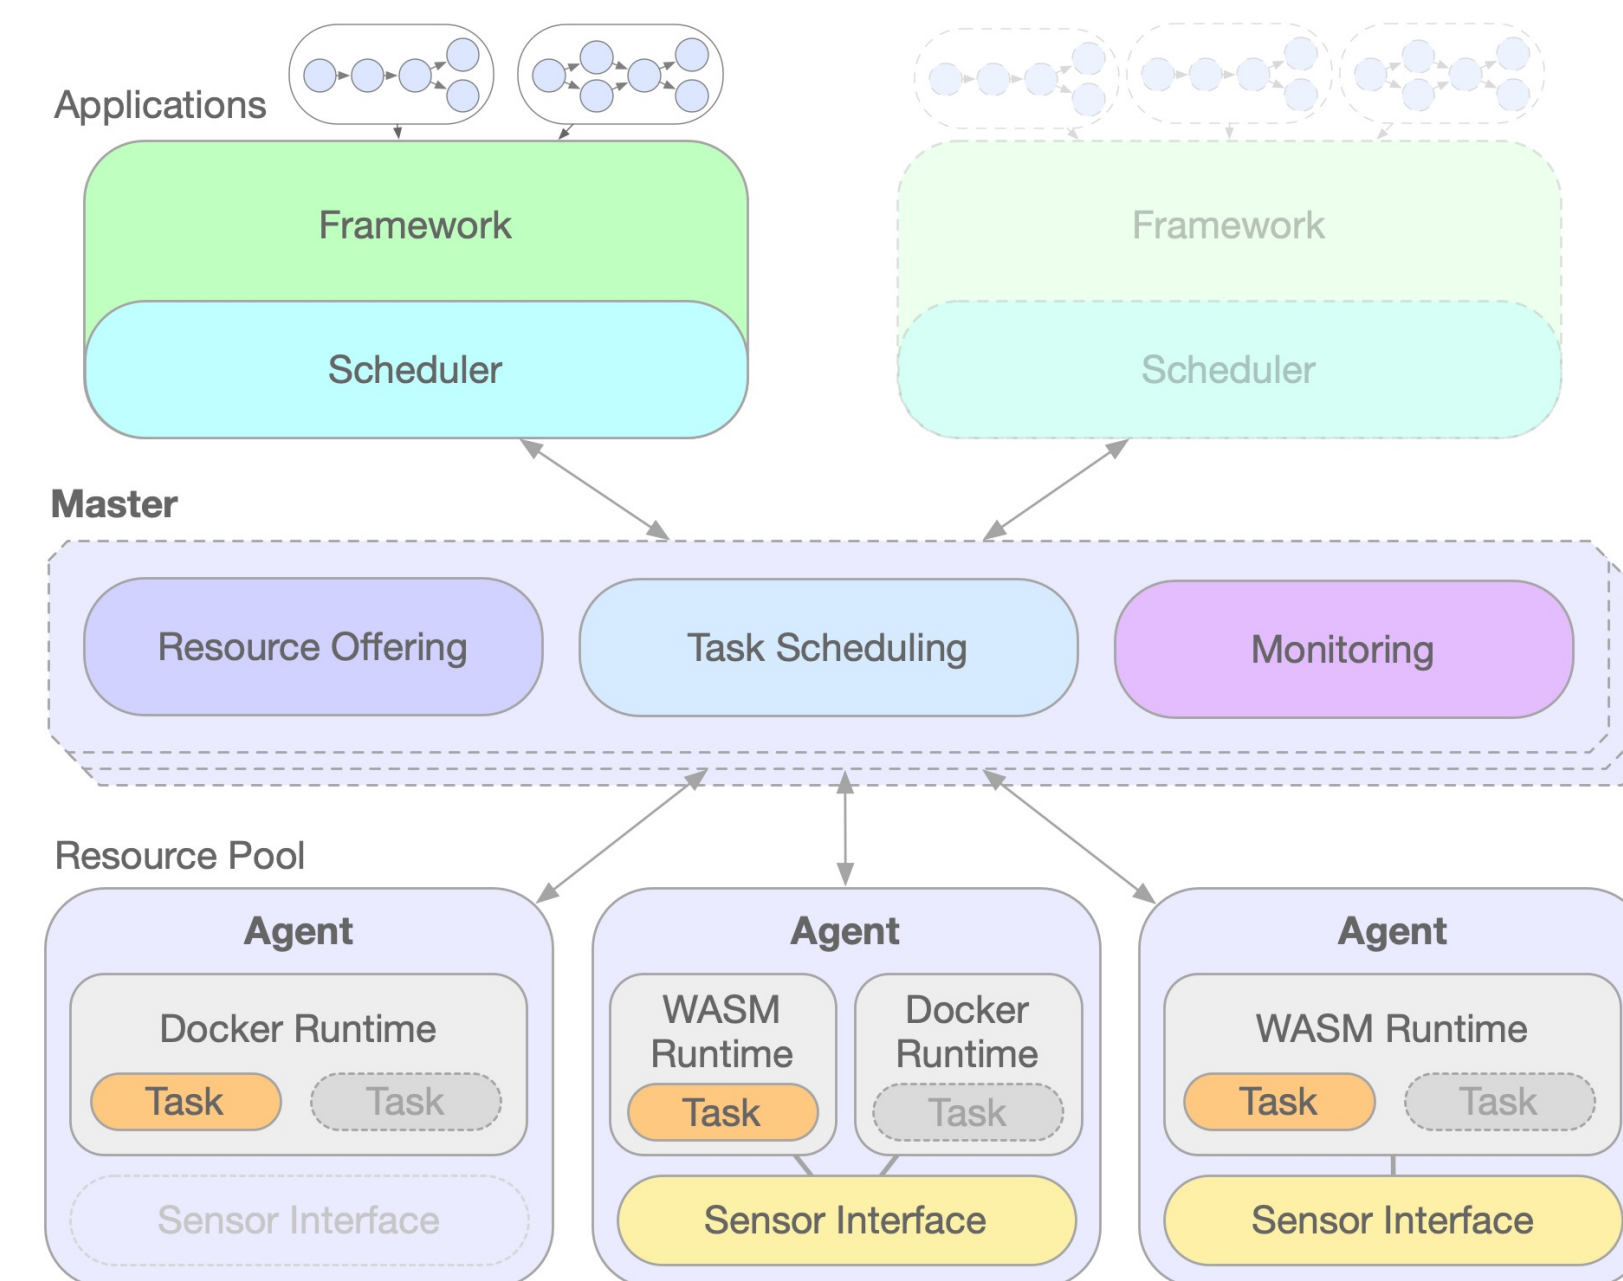 Applications
Framework
Framework
Scheduler
Scheduler
Master
Resource Offering
Task Scheduling
Monitoring
Resource Pool
Agent
Docker Runtime
Task
Task
Sensor Interface
Agent
WASM
Runtime
Task
Docker
Runtime
Task
Sensor Interface
Agent
WASM Runtime
Task
Task
Sensor Interface